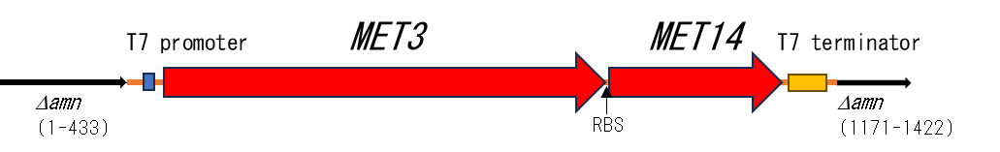 T7 promoter
MET3
MET14
T7 terminator
Δamn
(1-433)
RBS
Δamn
(1171-1422)